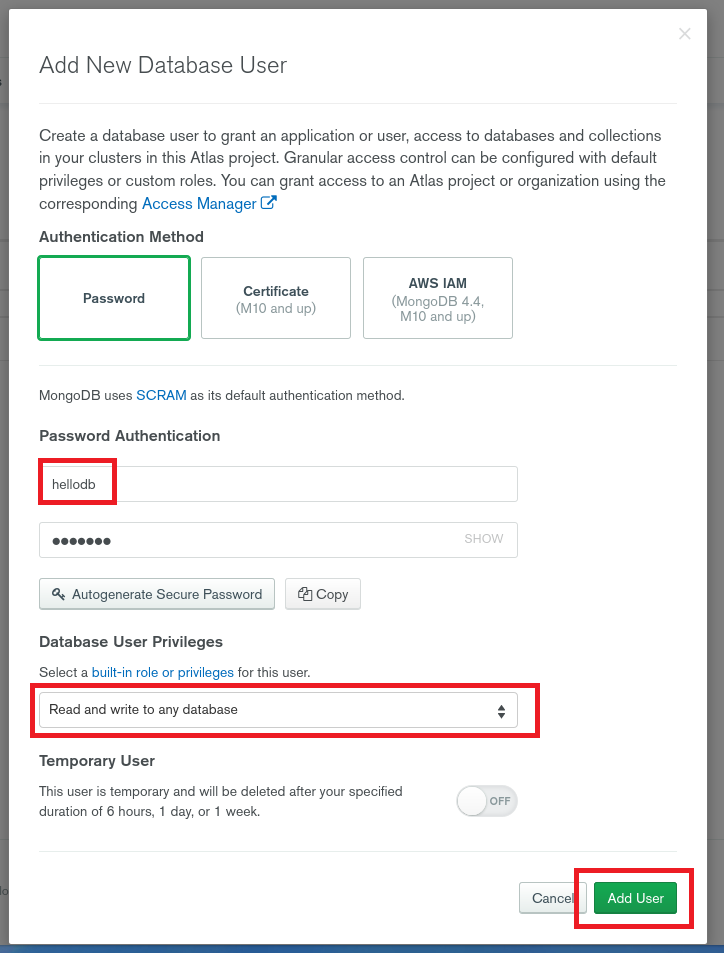 ×
Add New Database User
Create a database user to grant an application or user, access to databases and collections
in your clusters in this Atlas project. Granular access control can be configured with default
privileges or custom roles. You can grant access to an Atlas project or organization using the
corresponding Access Manager
Authentication Method
Password
Certificate
(M10 and up)
AWS IAM
(MongoDB 4.4,
M10 and up)
MongoDB uses SCRAM as its default authentication method.
Password Authentication
hellodb
●●●●●●● SHOW
Autogenerate Secure Password Copy
Database User Privileges
Select a built-in role or privileges for this user.
Read and write to any database
Temporary User
This user is temporary and will be deleted after your specified
duration of 6 hours, 1 day, or 1 week.
OFF
Cancel Add User